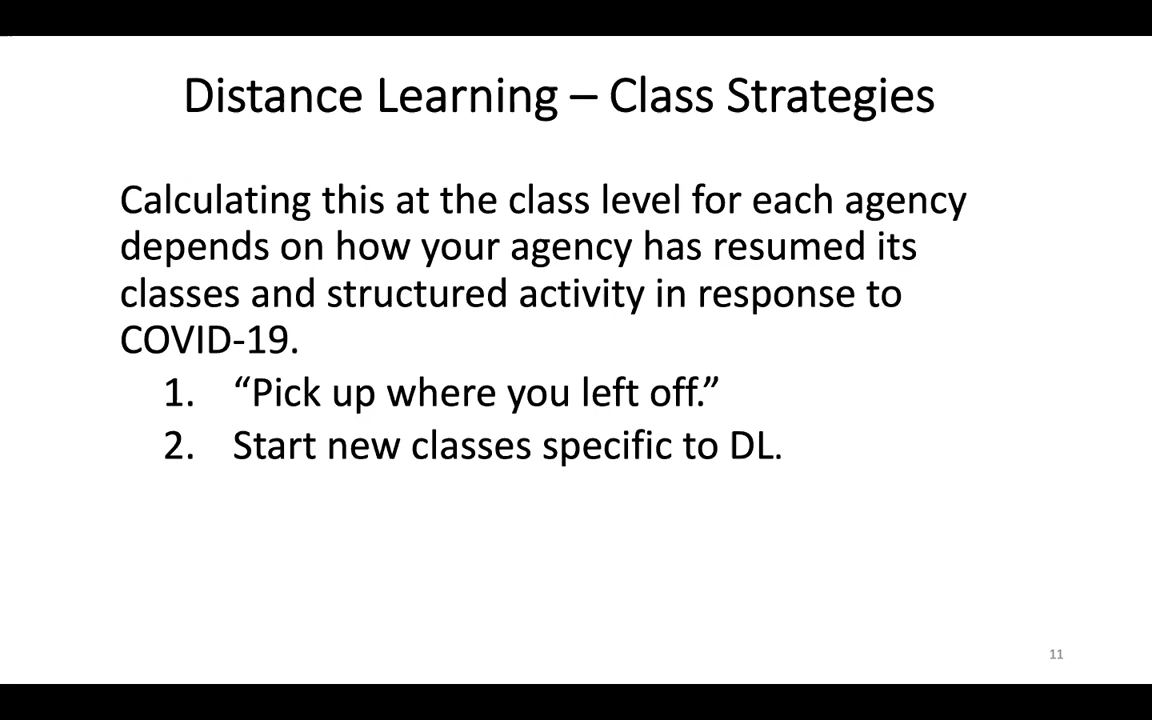 Distance Learning – Class Strategies
Calculating this at the class level for each agency
depends on how your agency has resumed its
classes and structured activity in response to
COVID-19.
1. “Pick up where you left off.”
2. Start new classes specific to DL.
11